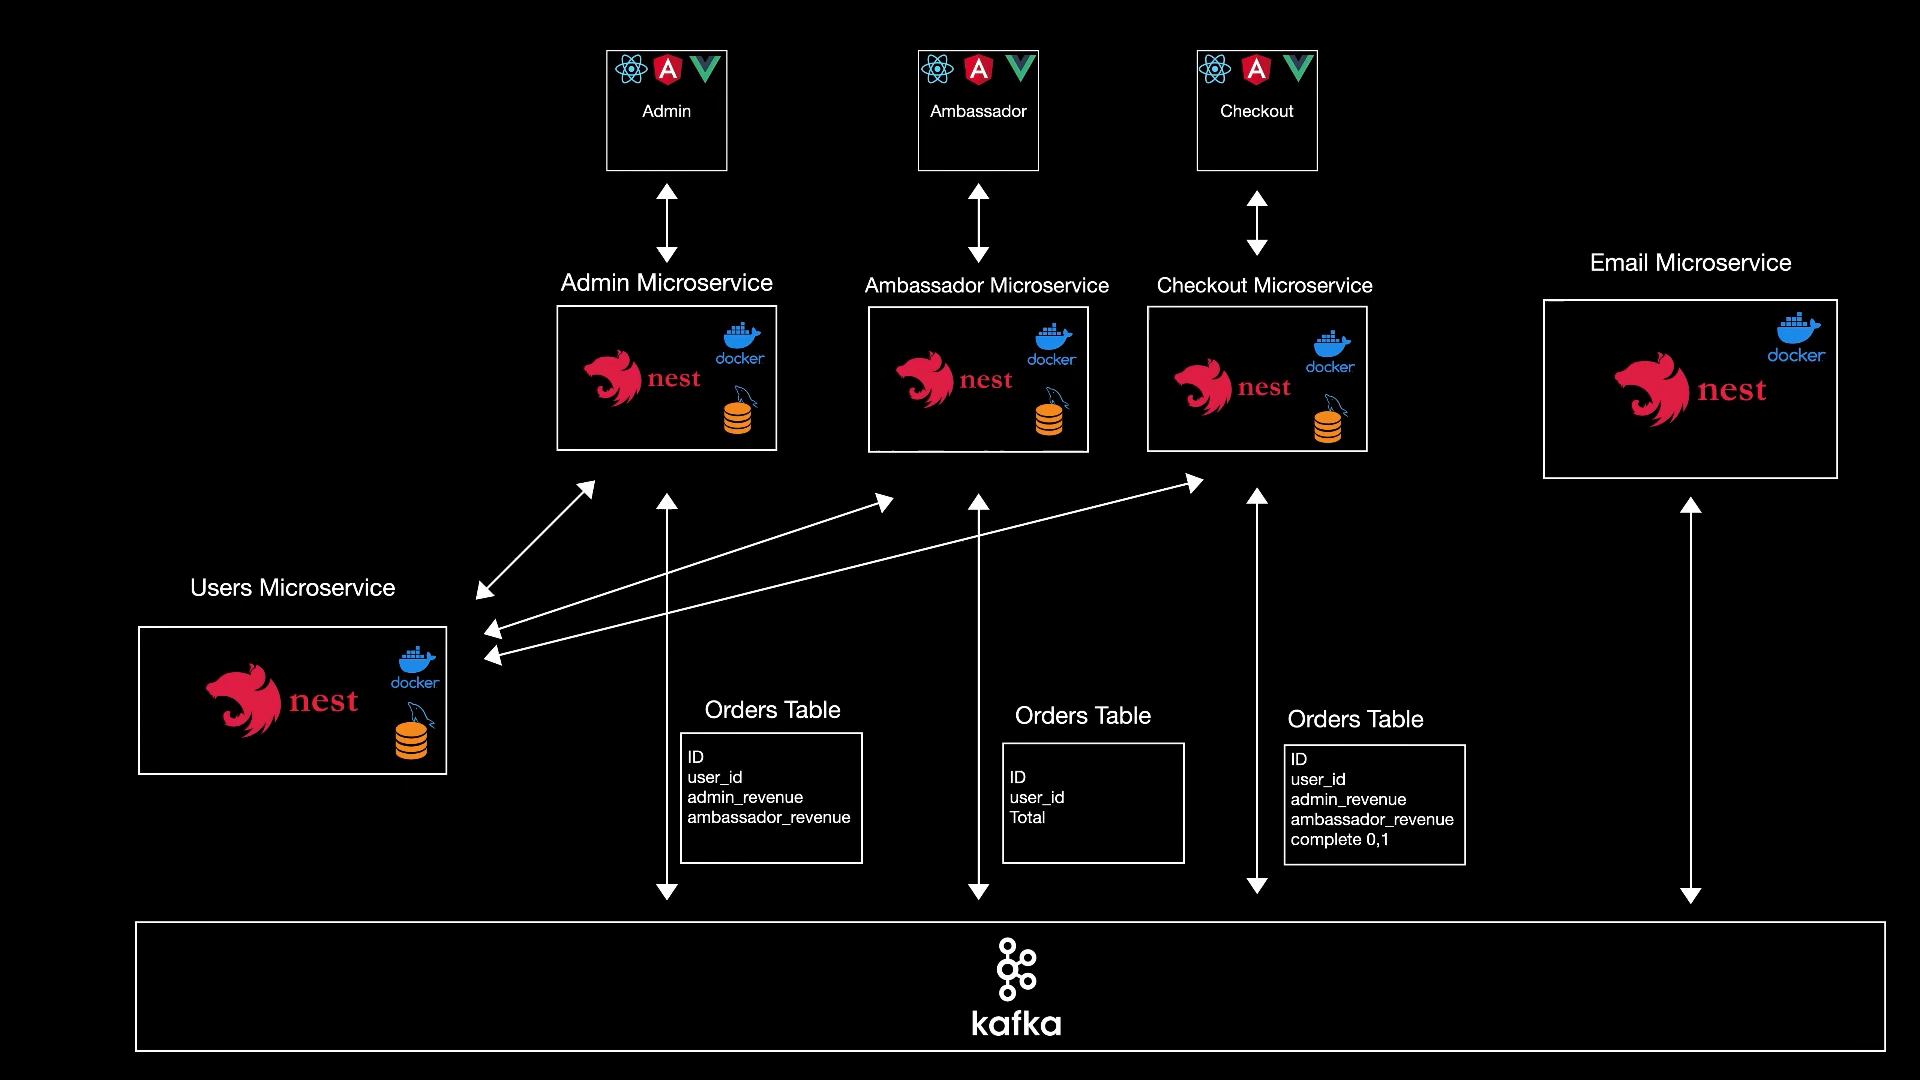 Admin
Ambassador
Checkout
Admin Microservice
Ambassador Microservice
Checkout Microservice
Email Microservice
docker
nest
docker
nest
docker
nest
docker
nest
Users Microservice
docker
nest
Orders Table
ID
user_id
admin_revenue
ambassador_revenue
Orders Table
ID
user_id
Total
Orders Table
ID
user_id
admin_revenue
ambassador_revenue
complete 0,1
kafka